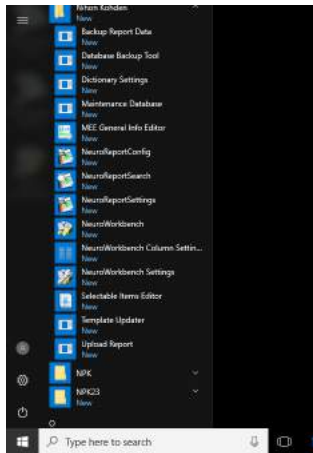 Nihon Kohden
New
Backup Report Data
New
Database Backup Tool
New
Dictionary Settings
New
Maintenance Database
New
MEE General Info Editor
New
NeuroReportConfig
New
NeuroReportSearch
New
NeuroReportSettings
New
NeuroWorkbench
New
NeuroWorkbench Column Settin...
New
NeuroWorkbench Settings
New
Selectable Items Editor
New
Template Updater
New
Upload Report
New
NPK
NPK23
New
O
Type here to search